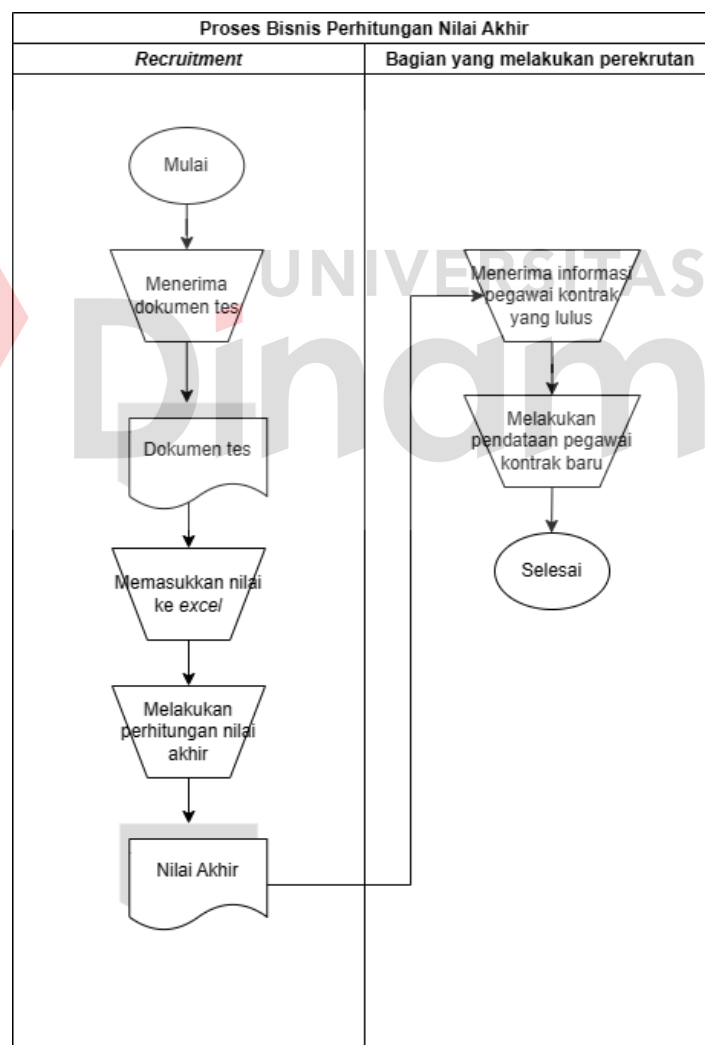 Proses Bisnis Perhitungan Nilai Akhir
Recruitment
Bagian yang melakukan perekrutan
Mulai
Menerima
dokumen tes
Dokumen tes
Memasukkan nilai
ke excel
Melakukan
perhitungan nilai
akhir
Nilai Akhir
Menerima informasi
pegawai kontrak
yang lulus
Melakukan
pendataan pegawai
kontrak baru
Selesai
UNIVERSITAS
Dinam